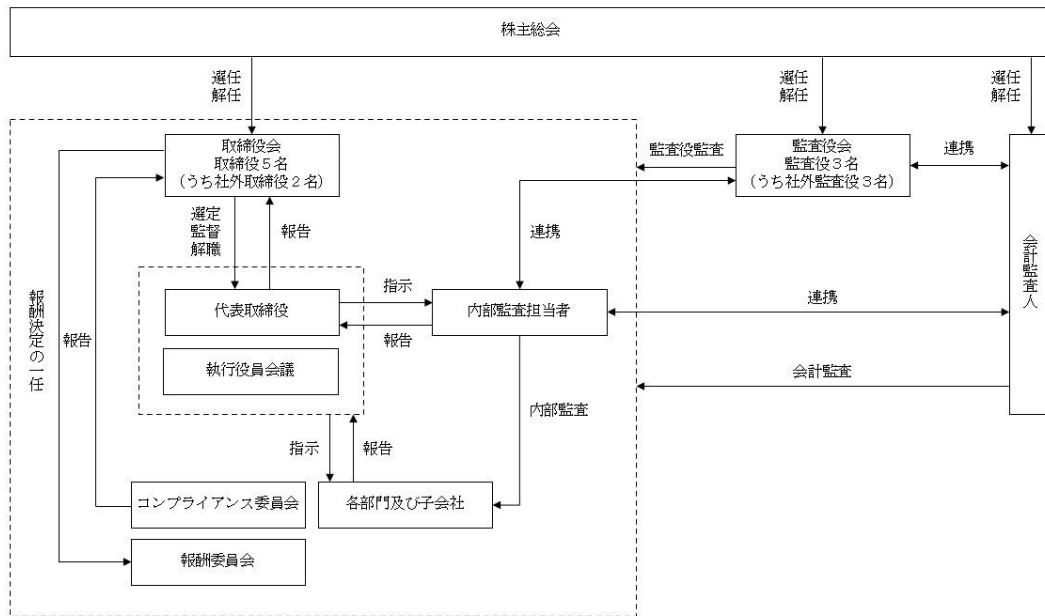 株主総会
選任
解任
選任
解任
選任
解任
取締役会
取締役5名
(うち社外取締役2名)
監査役監査
監査役会
監査役3名
(うち社外監査役3名)
連携
会計監査人
選定
監督
解職
報告
連携
報酬決定の一任
報告
代表取締役
指示
報告
内部監査担当者
連携
執行役員会議
会計監査
内部監査
指示
報告
コンプライアンス委員会
各部門及び子会社
報酬委員会